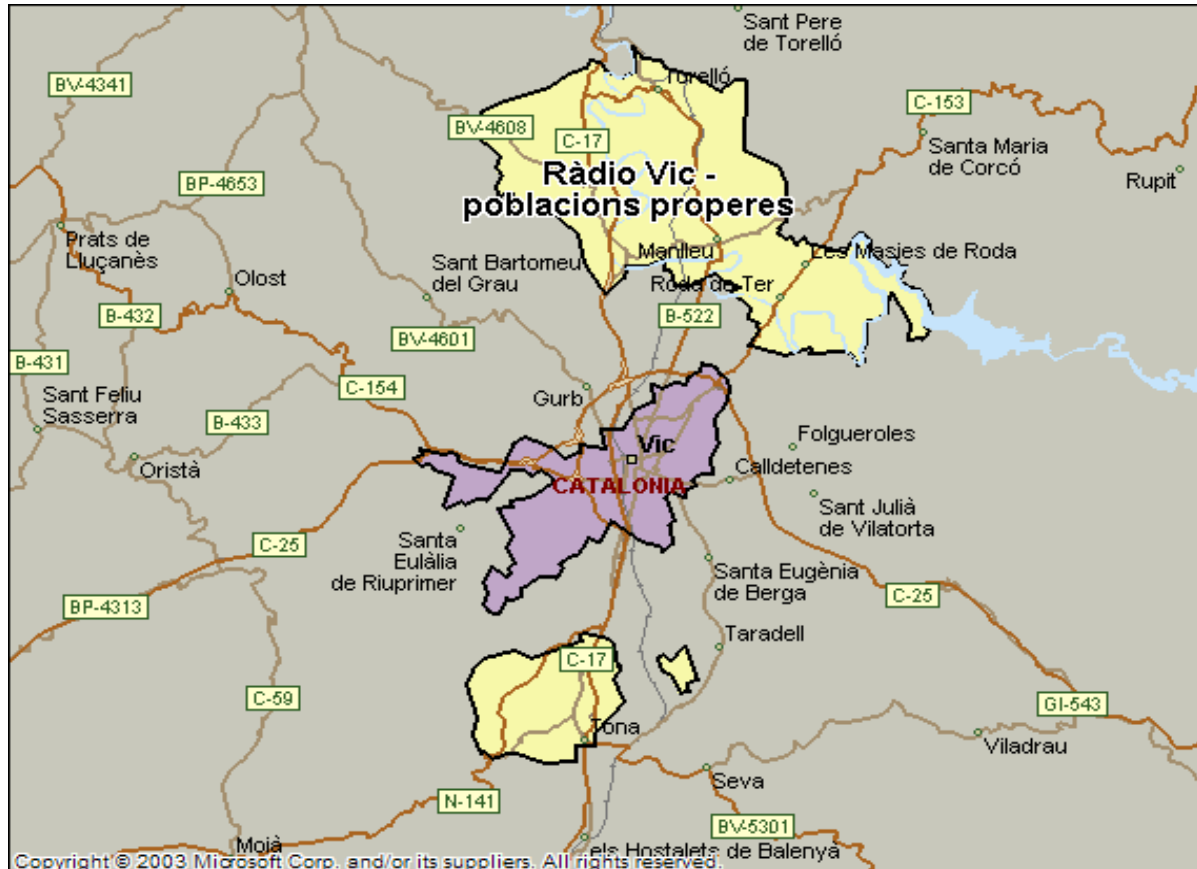 Sant Pere
de Torelló
BV-4341
Torelló
C-153
BV-4608
C-17
Santa Maria
de Corcó
Ràdio Vic -
poblacions properes
BP-4653
Rupit
Prats de
Lluçanès
Manlleu
Les Masies de Roda
Sant Bartomeu
del Grau
Olost
Roda de Ter
B-432
B-522
BV-4601
B-431
C-154
Sant Feliu
Sasserra
Gurb
B-433
Folgueroles
Vic
Oristà
Calldetenes
CATALONIA
Sant Julià
de Vilatorta
Santa
Eulàlia
de Riuprimer
C-25
Santa Eugènia
de Berga
C-25
BP-4313
Taradell
C-17
C-59
GI-543
Tona
Viladrau
Seva
N-141
BV-5301
Moià
els Hostalets de Balenyà
Copyright © 2003 Microsoft Corp. and/or its suppliers. All rights reserved.